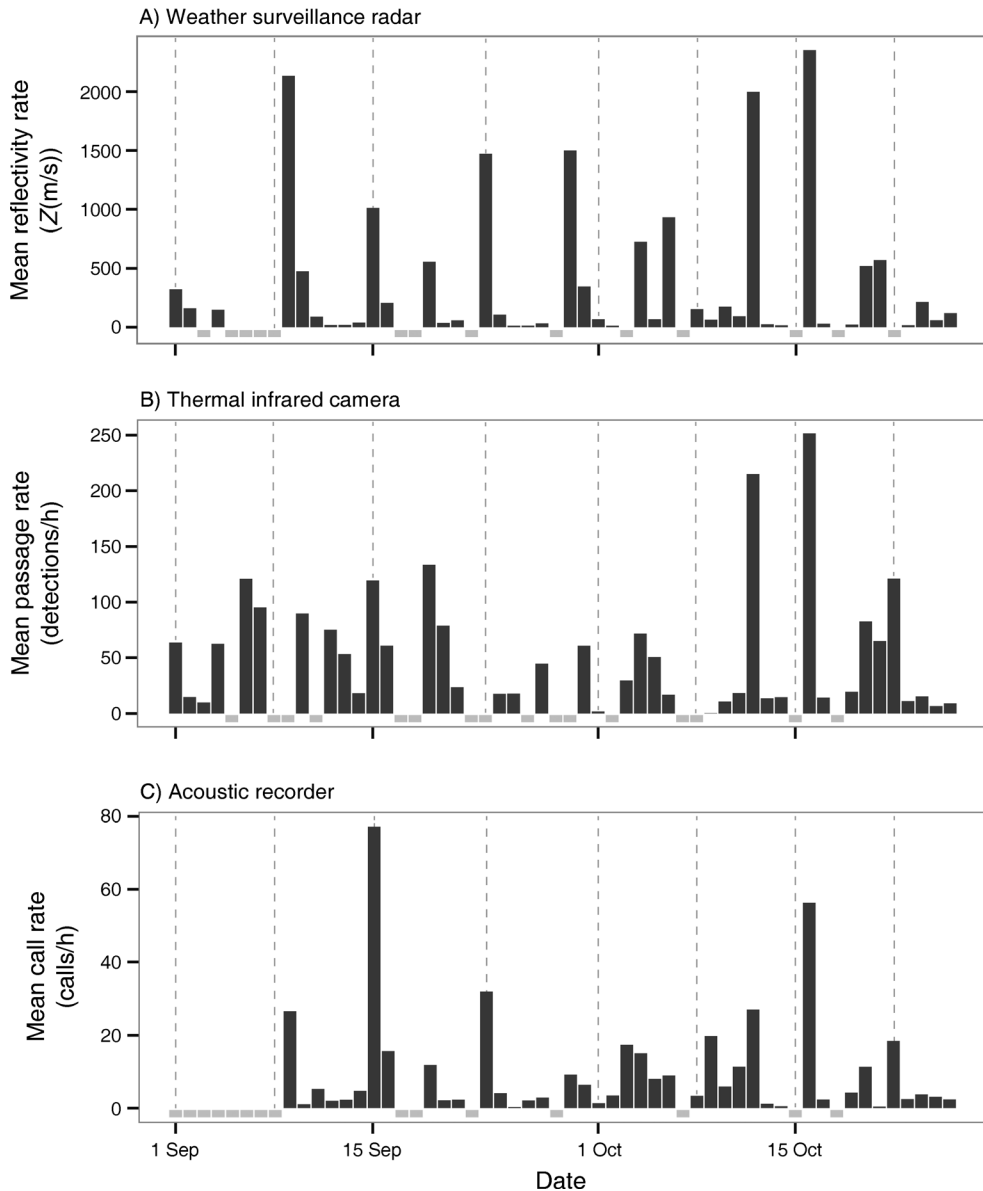 A) Weather surveillance radar
Mean reflectivity rate
(Z(m/s))
2000
1500
1000
500
0
B) Thermal infrared camera
Mean passage rate
(detections/h)
250
200
150
100
50
0
C) Acoustic recorder
Mean call rate
(calls/h)
80
60
40
20
0
1 Sep 15 Sep 1 Oct 15 Oct
Date